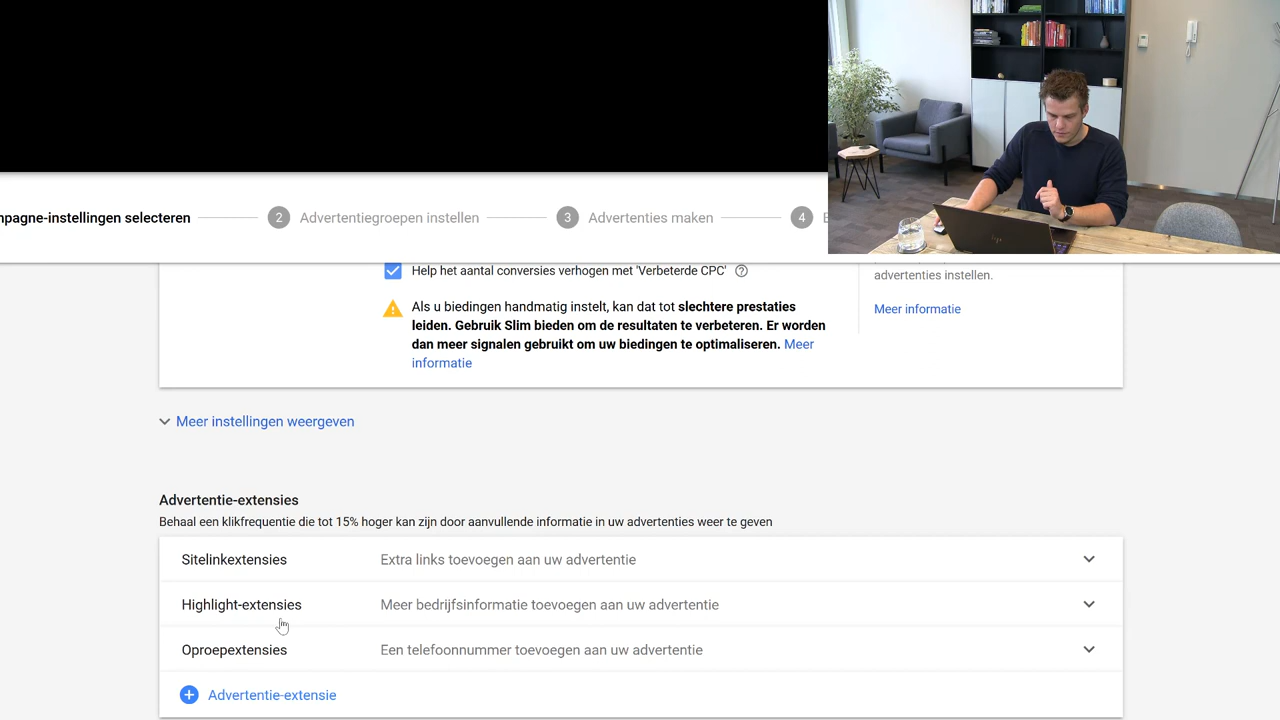 mpagne-instellingen selecteren
2 Advertentiegroepen instellen
3 Advertenties maken
4
Help het aantal conversies verhogen met 'Verbeterde CPC'
Als u biedingen handmatig instelt, kan dat tot slechtere prestaties
leiden. Gebruik Slim bieden om de resultaten te verbeteren. Er worden
dan meer signalen gebruikt om uw biedingen te optimaliseren. Meer
informatie
advertenties instellen.
Meer informatie
Meer instellingen weergeven
Advertentie-extensies
Behaal een klikfrequentie die tot 15% hoger kan zijn door aanvullende informatie in uw advertenties weer te geven
Sitelinkextensies Extra links toevoegen aan uw advertentie
Highlight-extensies Meer bedrijfsinformatie toevoegen aan uw advertentie
Oproepextensies Een telefoonnummer toevoegen aan uw advertentie
Advertentie-extensie